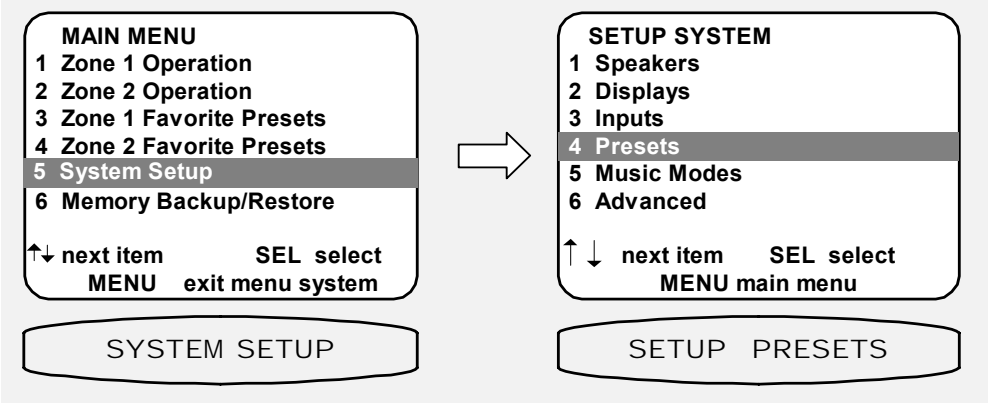 MAIN MENU
1 Zone 1 Operation
2 Zone 2 Operation
3 Zone 1 Favorite Presets
4 Zone 2 Favorite Presets
5 System Setup
6 Memory Backup/Restore
↑↓ next item SEL select
MENU exit menu system
SYSTEM SETUP
SETUP SYSTEM
1 Speakers
2 Displays
3 Inputs
4 Presets
5 Music Modes
6 Advanced
↑ ↓ next item SEL select
MENU main menu
SETUP PRESETS